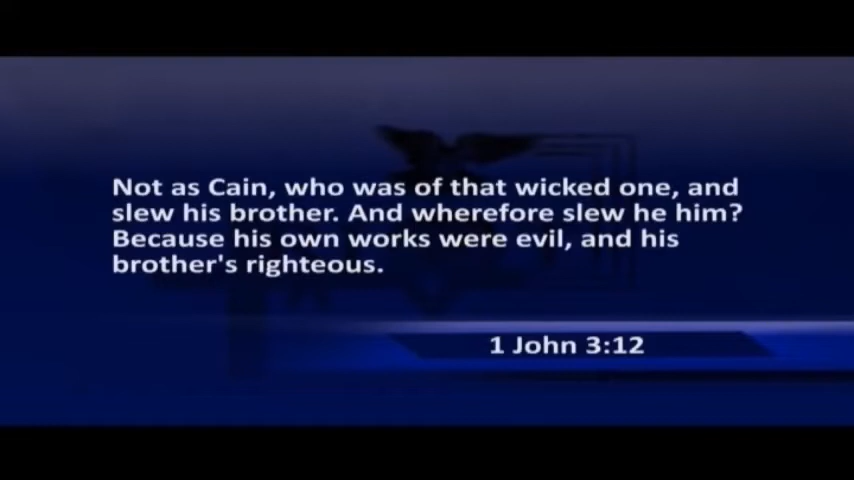 Not as Cain, who was of that wicked one, and
slew his brother. And wherefore slew he him?
Because his own works were evil, and his
brother's righteous.
1 John 3:12